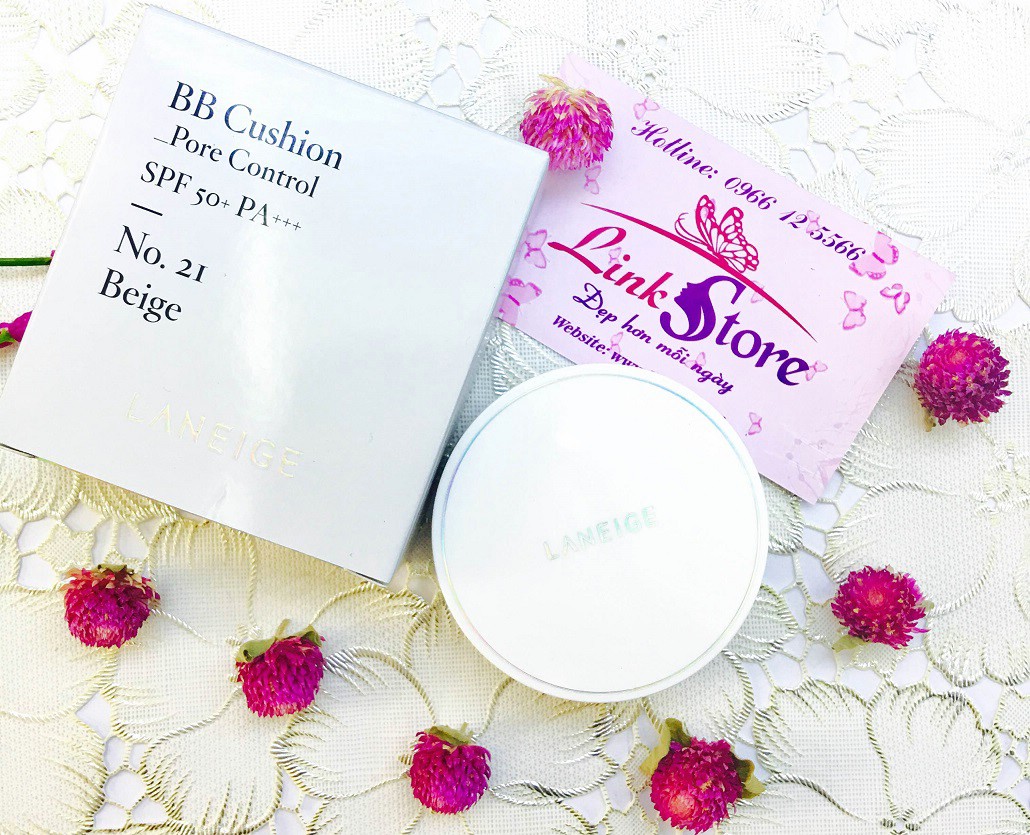 BB Cushion
_Pore Control
SPF 50+ PA+++
No. 21
Beige
LANEIGE
Hotline: 0966 12 5566
Link Store
Đẹp hơn mỗi ngày
Website:
LANEIGE